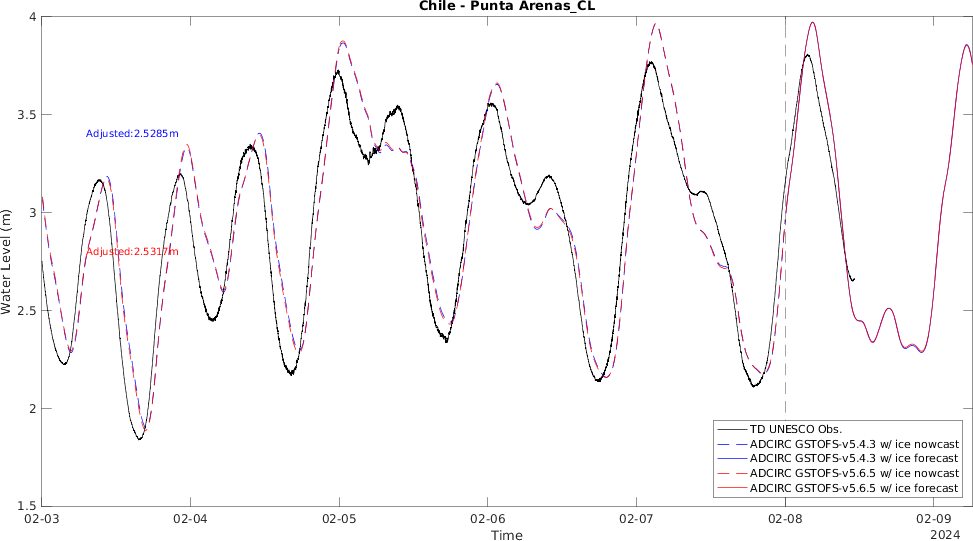 Chile - Punta Arenas_CL
4
3.5
3
2.5
2
1.5
Water Level (m)
Adjusted:2.5285m
Adjusted:2.5317m
TD UNESCO Obs.
ADCIRC GSTOFS-v5.4.3 w/ ice nowcast
ADCIRC GSTOFS-v5.4.3 w/ ice forecast
ADCIRC GSTOFS-v5.6.5 w/ ice nowcast
ADCIRC GSTOFS-v5.6.5 w/ ice forecast
02-03 02-04 02-05 02-06 02-07 02-08 02-09
Time
2024